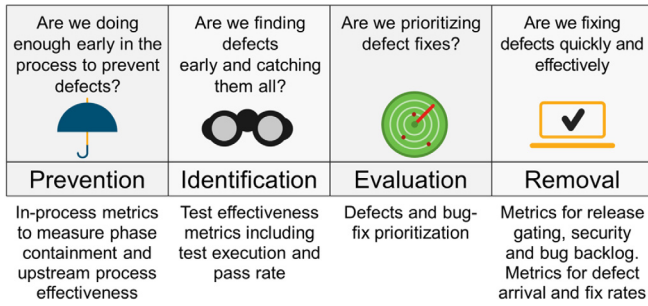 Are we doing
enough early in the
process to prevent
defects?
Are we finding
defects
early and catching
them all?
Are we prioritizing
defect fixes?
Are we fixing
defects quickly and
effectively
Prevention
Identification
Evaluation
Removal
In-process metrics
to measure phase
containment and
upstream process
effectiveness
Test effectiveness
metrics including
test execution and
pass rate
Defects and bug-
fix prioritization
Metrics for release
gating, security
and bug backlog.
Metrics for defect
arrival and fix rates